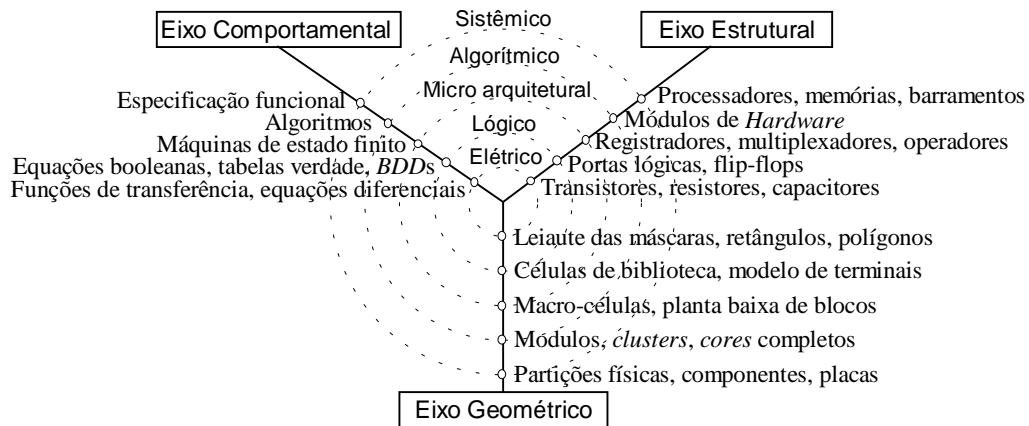 Sistêmico
Eixo Comportamental
Eixo Estrutural
Algorítmico
Micro arquitetural
Lógico
Elétrico
Especificação funcional
Algoritmos
Máquinas de estado finito
Equações booleanas, tabelas verdade, BDDs
Funções de transferência, equações diferenciais
Processadores, memórias, barramentos
Módulos de Hardware
Registradores, multiplexadores, operadores
Portas lógicas, flip-flops
Transistores, resistores, capacitores
Leiaute das máscaras, retângulos, polígonos
Células de biblioteca, modelo de terminais
Macro-células, planta baixa de blocos
Módulos, clusters, cores completos
Partições físicas, componentes, placas
Eixo Geométrico